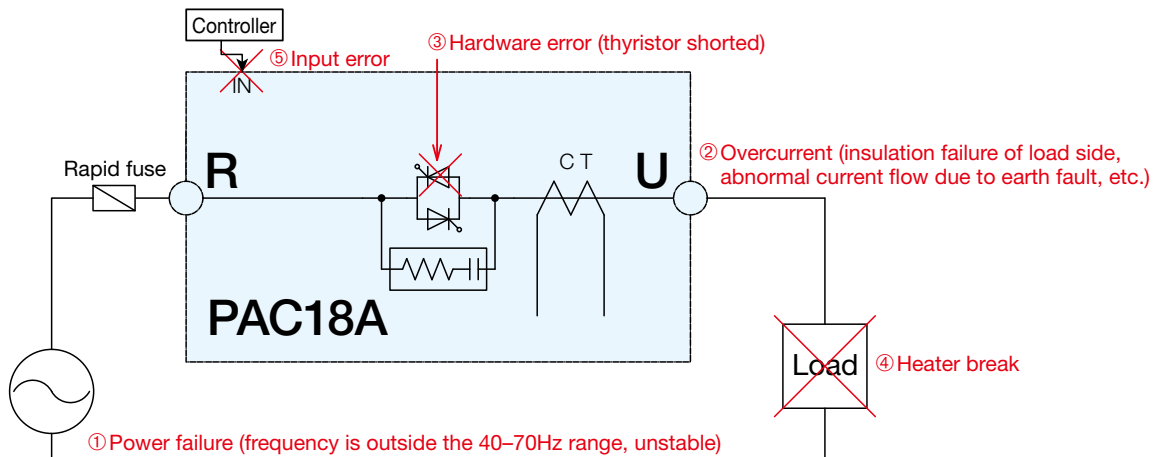 Controller
③Hardware error (thyristor shorted)
⑤Input error
IN
Rapid fuse
R
CT
U
②Overcurrent (insulation failure of load side,
abnormal current flow due to earth fault, etc.)
PAC18A
Load
④Heater break
①Power failure (frequency is outside the 40–70Hz range, unstable)